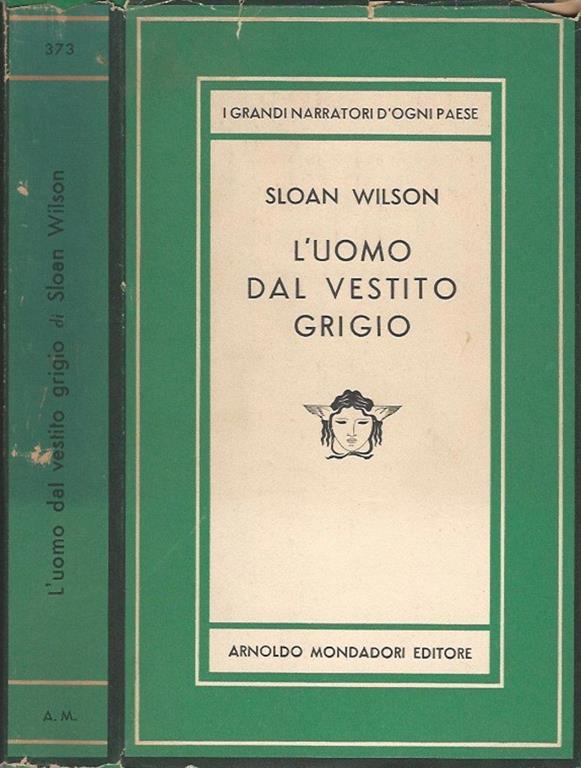 373
L'uomo dal vestito grigio di Sloan Wilson
A. M.
I GRANDI NARRATORI D'OGNI PAESE
SLOAN WILSON
L'UOMO
DAL VESTITO
GRIGIO
ARNOLDO MONDADORI EDITORE